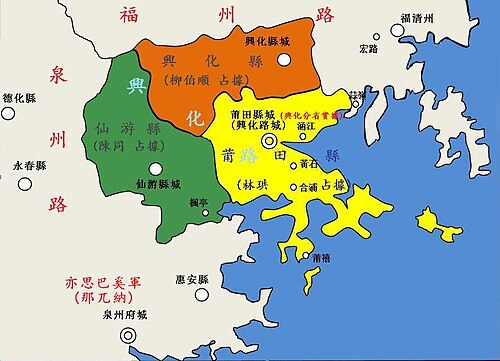 福州路
福清州
宏路
興化縣城
興化縣
(柳伯順 占據)
泉州路
德化縣
永春縣
興化路
仙游縣
(陳同 占據)
仙游縣城
楓亭
莆田縣城
(興化路城)
(興化分省實據)
涵江
莆田縣
黃石
(林珙 占據)
合浦
莆禧
惠安縣
亦思巴奚軍
(那兀納)
泉州府城